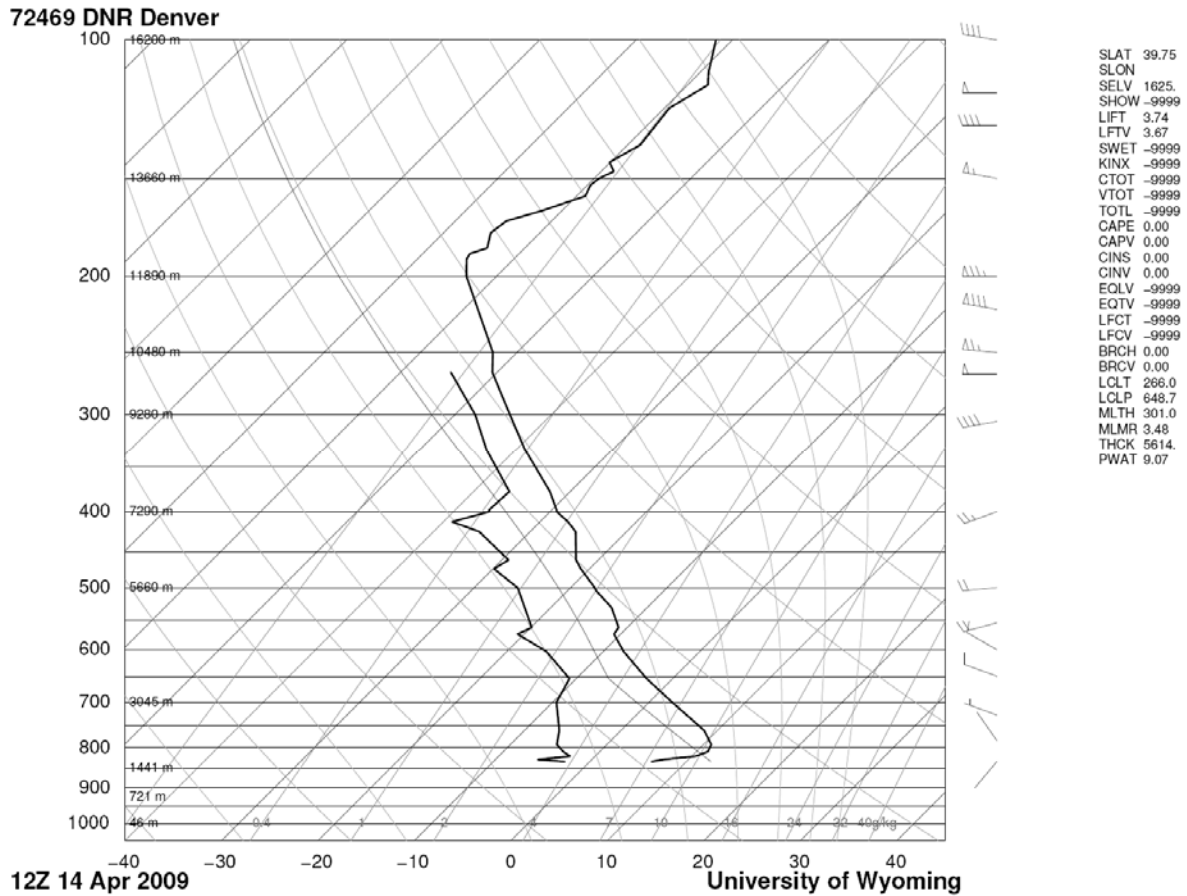 72469 DNR Denver
100
16200 m
13660 m
200
11890 m
10480 m
300
9280 m
400
7200 m
500
5660 m
600
700
3045 m
800
1441 m
900
721 m
1000
46 m
0.4 1 2 4 7 10 16 24 32 40g/kg
-40 -30 -20 -10 0 10 20 30 40
12Z 14 Apr 2009
University of Wyoming
SLAT 39.75
SLON
SELV 1625.
SHOW -9999
LIFT 3.74
LFTV 3.67
SWET -9999
KINX -9999
CTOT -9999
VTOT -9999
TOTL -9999
CAPE 0.00
CAPV 0.00
CINS 0.00
CINV 0.00
EQLV -9999
EQTV -9999
LFCT -9999
LFCV -9999
BRCH 0.00
BRCV 0.00
LCLT 266.0
LCLP 648.7
MLTH 301.0
MLMR 3.48
THCK 5614.
PWAT 9.07